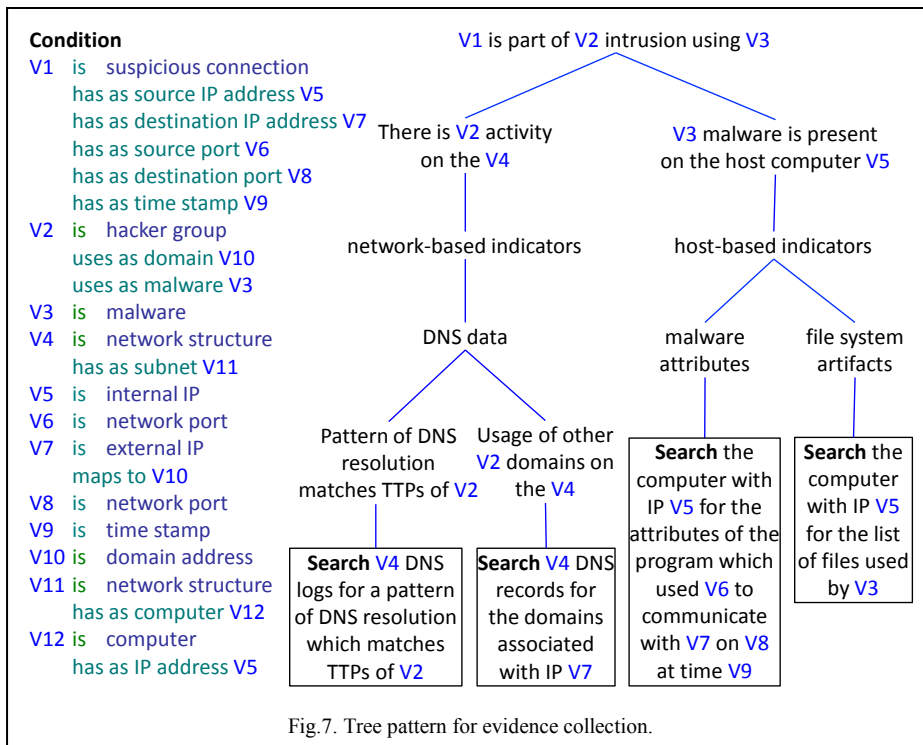 Condition
V1 is suspicious connection
has as source IP address V5
has as destination IP address V7
has as source port V6
has as destination port V8
has as time stamp V9
V2 is hacker group
uses as domain V10
uses as malware V3
V3 is malware
V4 is network structure
has as subnet V11
V5 is internal IP
V6 is network port
V7 is external IP
maps to V10
V8 is network port
V9 is time stamp
V10 is domain address
V11 is network structure
has as computer V12
V12 is computer
has as IP address V5
V1 is part of V2 intrusion using V3
There is V2 activity
on the V4
V3 malware is present
on the host computer V5
network-based indicators
host-based indicators
DNS data
malware
attributes
file system
artifacts
Pattern of DNS
resolution
matches TTPs of V2
Usage of other
V2 domains on
the V4
Search V4 DNS
logs for a pattern
of DNS resolution
which matches
TTPs of V2
Search V4 DNS
records for
the domains
associated
with IP V7
Search the
computer with
IP V5 for the
attributes of the
program which
used V6 to
communicate
with V7 on V8
at time V9
Search the
computer
with IP V5
for the list
of files used
by V3
Fig.7. Tree pattern for evidence collection.